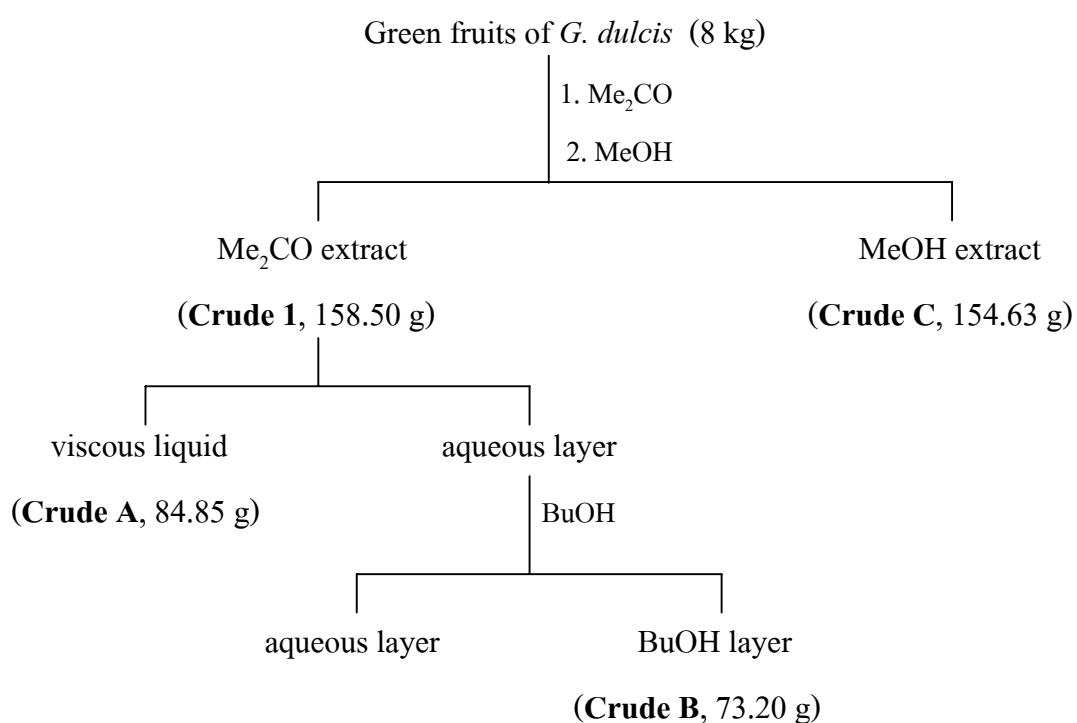 Green fruits of G. dulcis (8 kg)
1. Me₂CO
2. MeOH
Me₂CO extract
MeOH extract
(Crude 1, 158.50 g)
(Crude C, 154.63 g)
viscous liquid
aqueous layer
(Crude A, 84.85 g)
BuOH
aqueous layer
BuOH layer
(Crude B, 73.20 g)